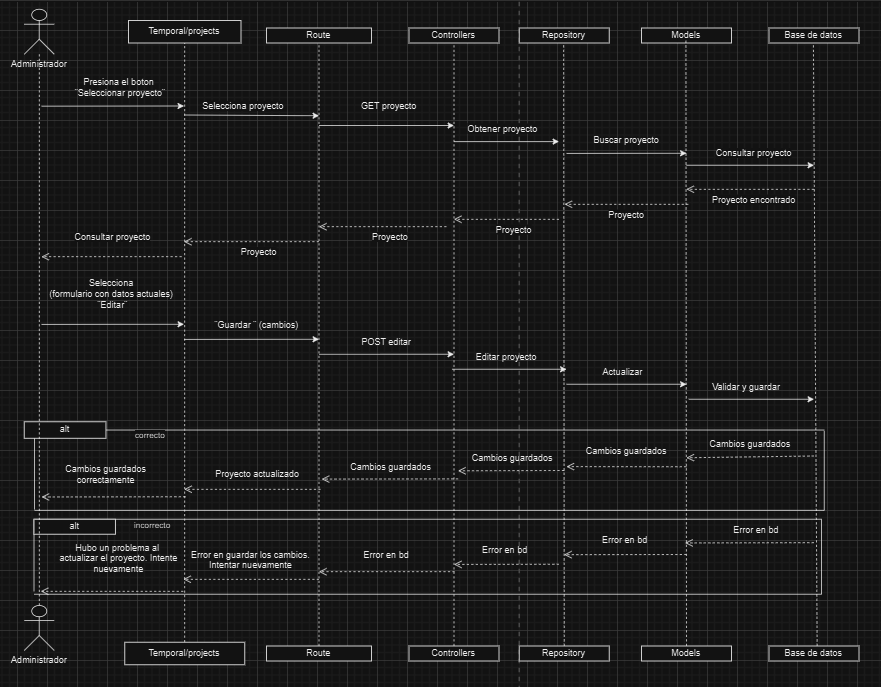 Administrador
Temporal/projects
Route
Controllers
Repository
Models
Base de datos
Presiona el boton
¨Seleccionar proyecto¨
Selecciona proyecto
GET proyecto
Obtener proyecto
Buscar proyecto
Consultar proyecto
Proyecto encontrado
Proyecto
Proyecto
Proyecto
Proyecto
Consultar proyecto
Selecciona
(formulario con datos actuales)
¨Editar¨
¨Guardar ¨ (cambios)
POST editar
Editar proyecto
Actualizar
Validar y guardar
alt
correcto
Cambios guardados
Cambios guardados
Cambios guardados
Cambios guardados
Proyecto actualizado
Cambios guardados
correctamente
alt
incorrecto
Error en bd
Error en bd
Error en bd
Error en bd
Error en guardar los cambios.
Intentar nuevamente
Hubo un problema al
actualizar el proyecto. Intente
nuevamente
Administrador
Temporal/projects
Route
Controllers
Repository
Models
Base de datos